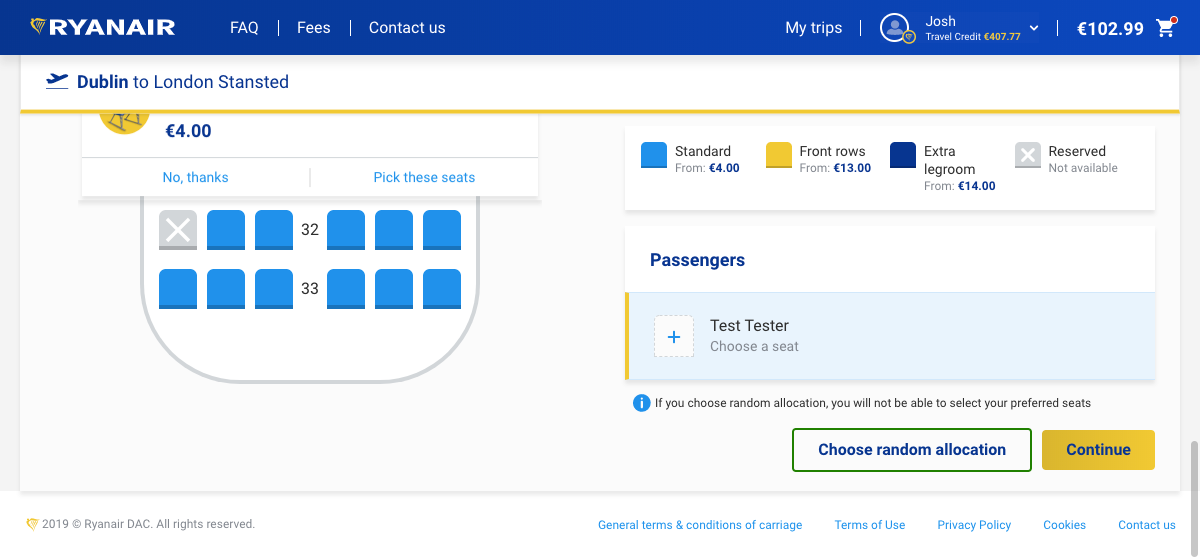 RYANAIR
FAQ
Fees
Contact us
My trips
Josh
Travel Credit €407.77
€102.99
Dublin to London Stansted
€4.00
No, thanks
Pick these seats
32
33
Standard
From: €4.00
Front rows
From: €13.00
Extra
legroom
From: €14.00
Reserved
Not available
Passengers
Test Tester
Choose a seat
If you choose random allocation, you will not be able to select your preferred seats
Choose random allocation
Continue
2019 © Ryanair DAC. All rights reserved.
General terms & conditions of carriage
Terms of Use
Privacy Policy
Cookies
Contact us